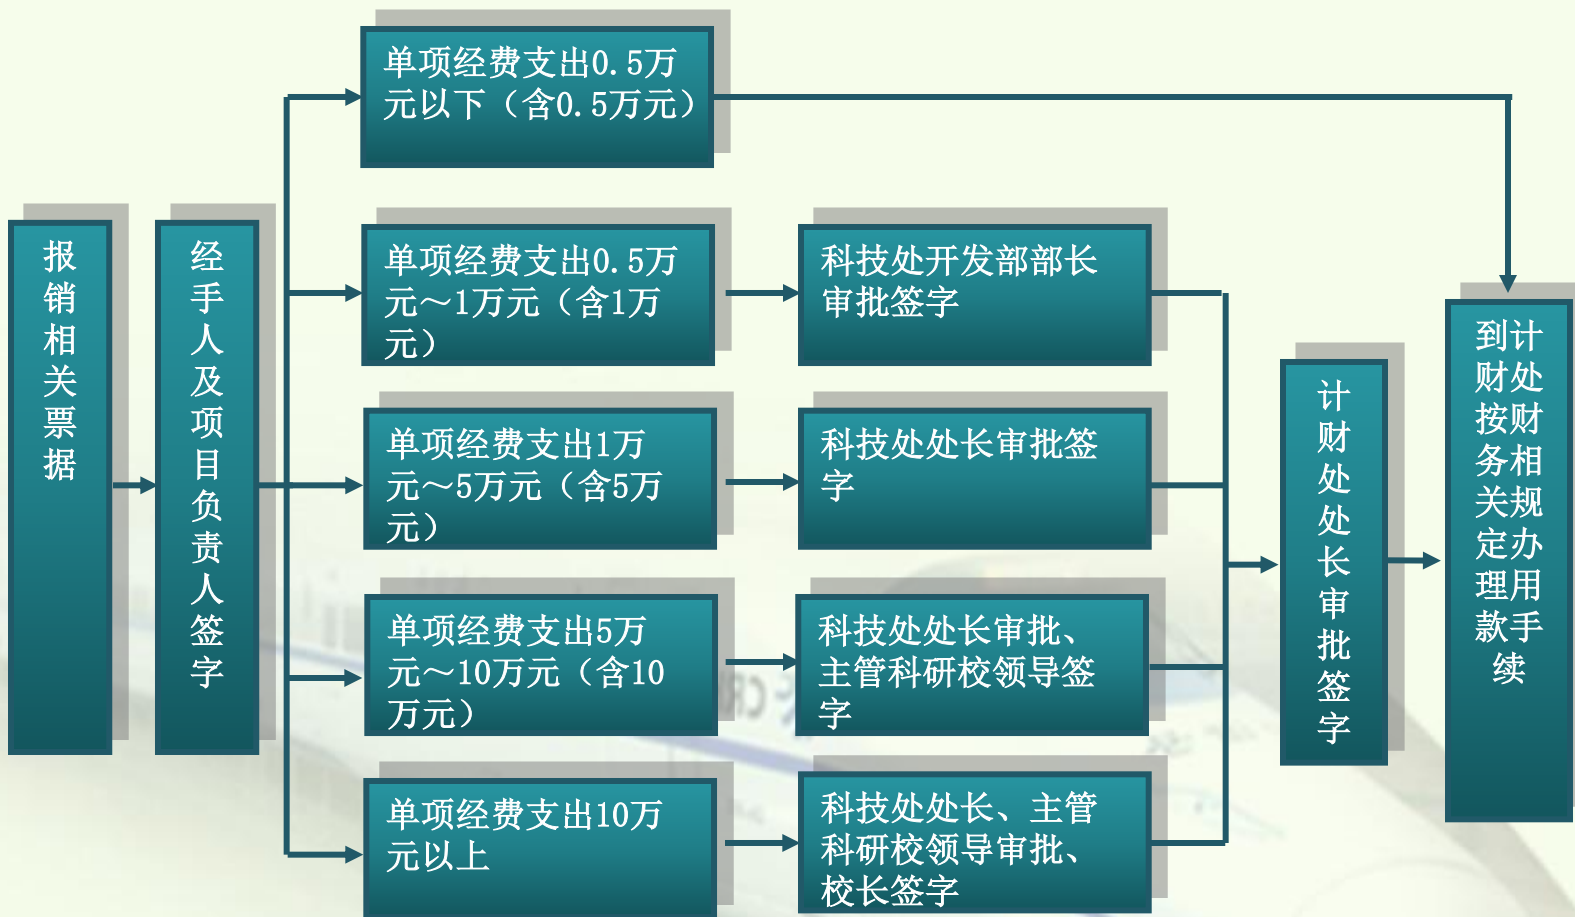 报销相关票据
经手人及项目负责人签字
单项经费支出0.5万
元以下（含0.5万元）
单项经费支出0.5万
元～1万元（含1万
元）
科技处开发部部长
审批签字
单项经费支出1万
元～5万元（含5万
元）
科技处处长审批签
字
单项经费支出5万
元～10万元（含10
万元）
科技处处长审批、
主管科研校领导签
字
单项经费支出10万
元以上
科技处处长、主管
科研校领导审批、
校长签字
计财处处长审批签字
到计
财处
按财
务相
关规
定办
理用
款手
续